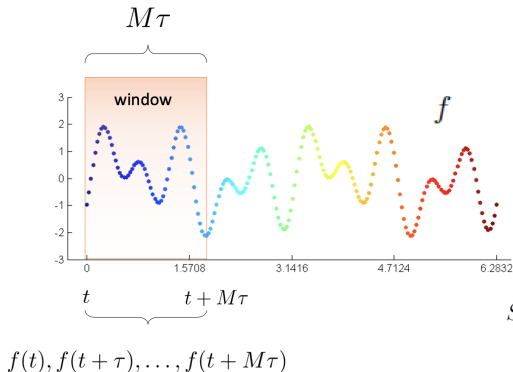 Mτ
window
f
3
2
1
0
-1
-2
-3
0 1.5708 3.1416 4.7124 6.2832
t t + Mτ
f(t), f(t + τ), . . . , f(t + Mτ)